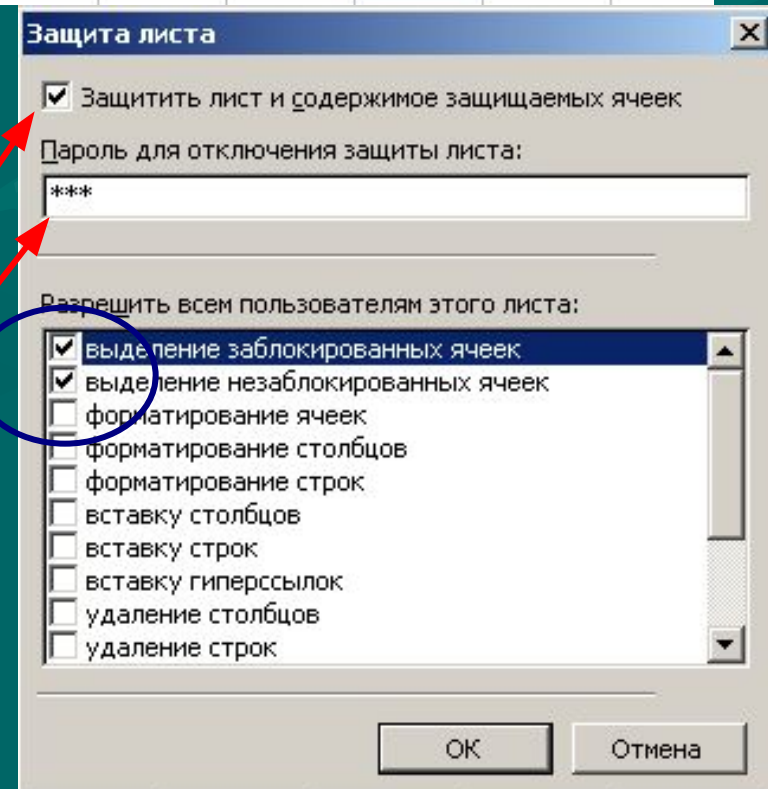 Защита листа
Защитить лист и содержимое защищаемых ячеек
Пароль для отключения защиты листа:
***
Разрешить всем пользователям этого листа:
выделение заблокированных ячеек
выделение незаблокированных ячеек
форматирование ячеек
форматирование столбцов
форматирование строк
вставку столбцов
вставку строк
вставку гиперссылок
удаление столбцов
удаление строк
ОК
Отмена